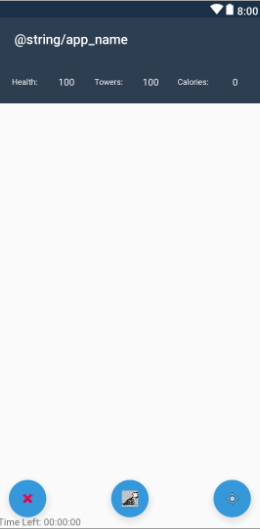 8:00
@string/app_name
Health: 100 Towers: 100 Calories: 0
Time Left: 00:00:00